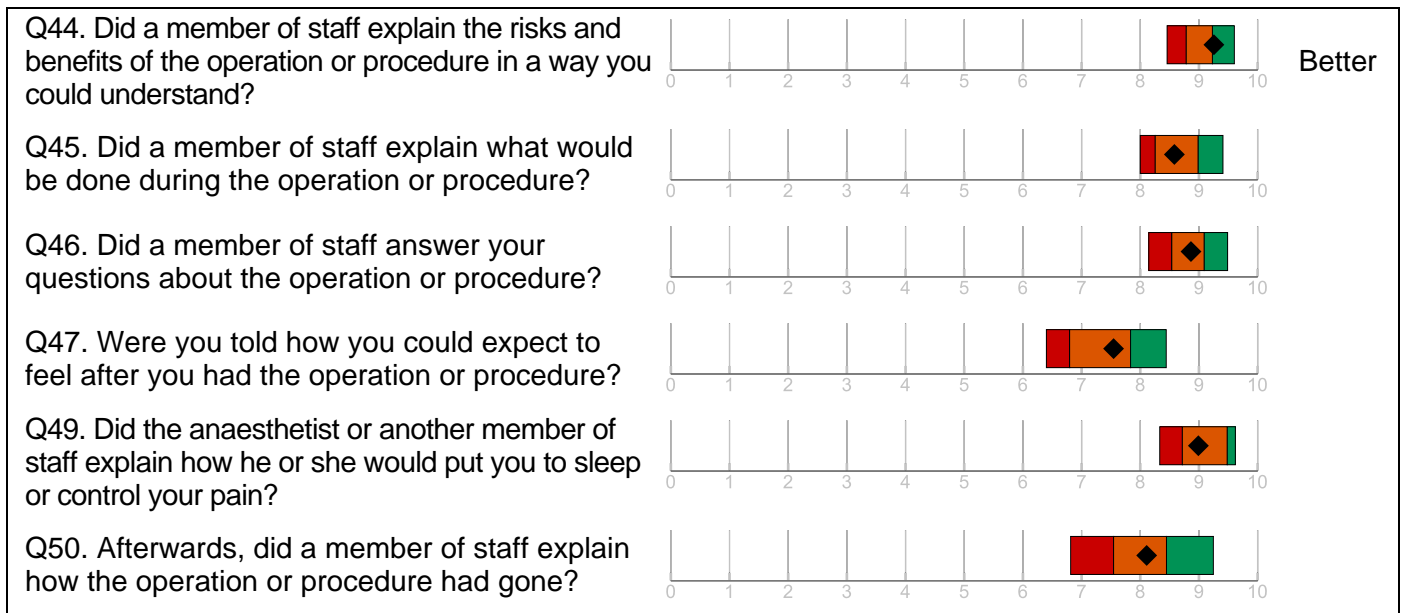 Q44. Did a member of staff explain the risks and
benefits of the operation or procedure in a way you
could understand?
0 1 2 3 4 5 6 7 8 9 10
Better
Q45. Did a member of staff explain what would
be done during the operation or procedure?
0 1 2 3 4 5 6 7 8 9 10
Q46. Did a member of staff answer your
questions about the operation or procedure?
0 1 2 3 4 5 6 7 8 9 10
Q47. Were you told how you could expect to
feel after you had the operation or procedure?
0 1 2 3 4 5 6 7 8 9 10
Q49. Did the anaesthetist or another member of
staff explain how he or she would put you to sleep
or control your pain?
0 1 2 3 4 5 6 7 8 9 10
Q50. Afterwards, did a member of staff explain
how the operation or procedure had gone?
0 1 2 3 4 5 6 7 8 9 10